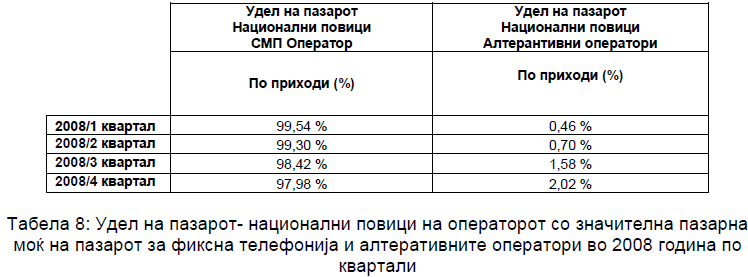 Удел на пазарот
Национални повици
СМП Оператор
Удел на пазарот
Национални повици
Алтерантивни оператори
По приходи (%)
По приходи (%)
2008/1 квартал 99,54 % 0,46 %
2008/2 квартал 99,30 % 0,70 %
2008/3 квартал 98,42 % 1,58 %
2008/4 квартал 97,98 % 2,02 %
Табела 8: Удел на пазарот- национални повици на операторот со значителна пазарна
моќ на пазарот за фиксна телефонија и алтеративните оператори во 2008 година по
квартали